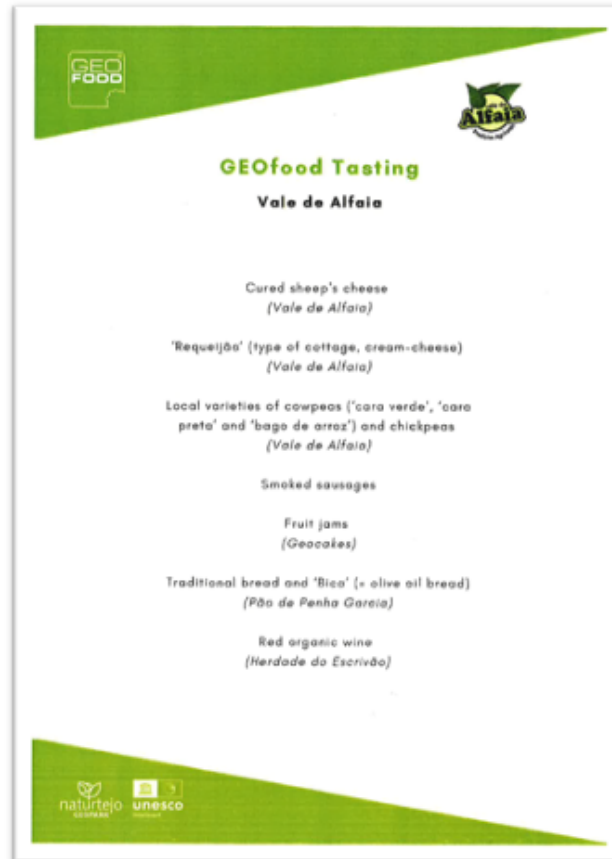 GEO
FOOD
Alfaia
GEOfood Tasting
Vale de Alfaia
Cured sheep's cheese
(Vale de Alfaia)
'Requeijão' (type of cottage, cream-cheese)
(Vale de Alfaia)
Local varieties of cowpeas ('cara verde', 'cara
preta' and 'bago de arroz') and chickpeas
(Vale de Alfaia)
Smoked sausages
Fruit jams
(Geocakes)
Traditional bread and 'Bica' (= olive oil bread)
(Pão de Penha Garcia)
Red organic wine
(Herdade do Escrivão)
naturtejo
GEOPARK
unesco